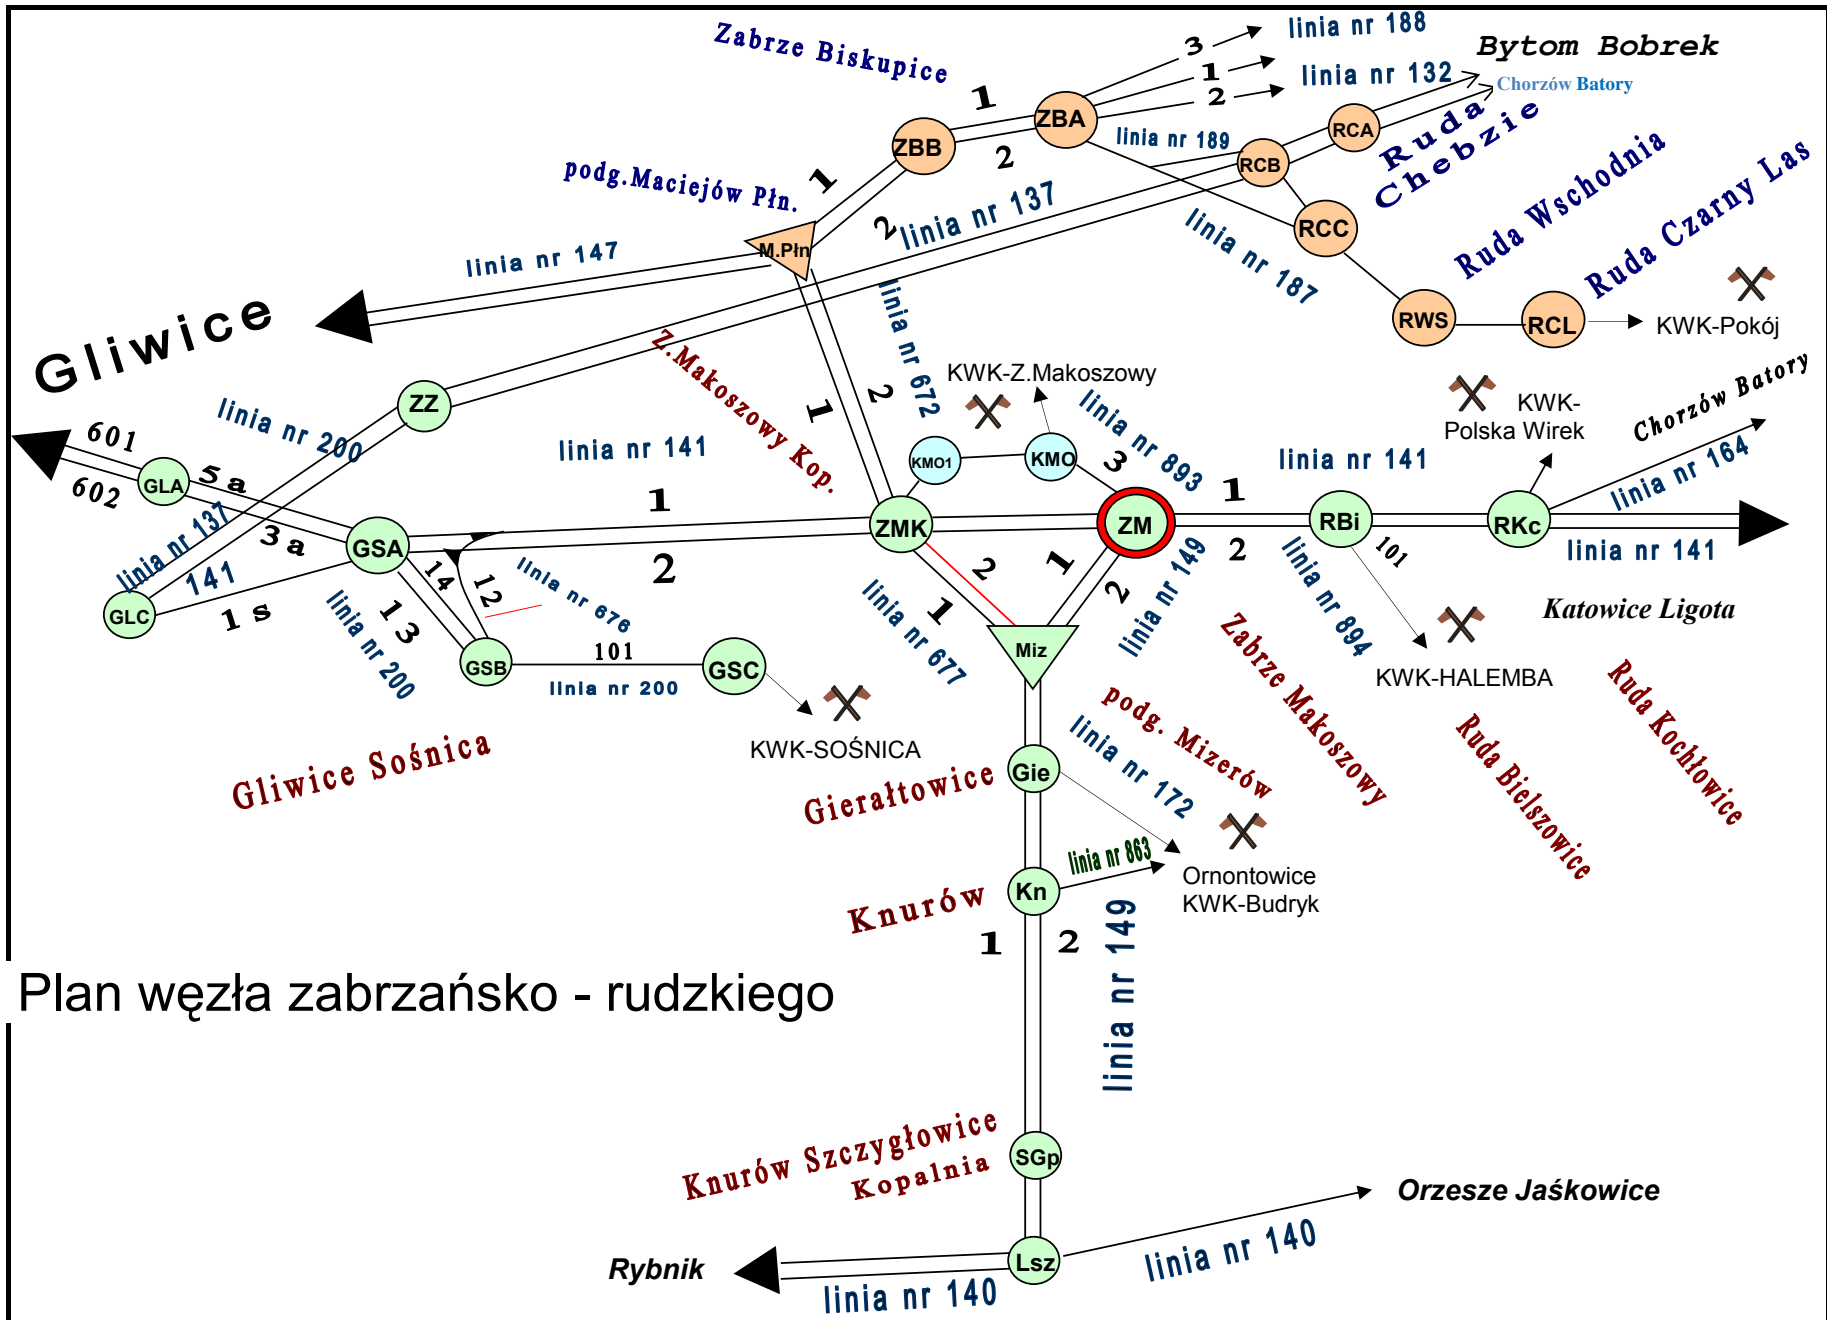 Zabrze Biskupice
3
linia nr 188
Bytom Bobrek
1
linia nr 132
Chorzów Batory
2
1
ZBA
ZBB
2
linia nr 189
RCA
RCB
Ruda
Chebzie
Ruda Wschodnia
Ruda Czarny Las
podg.Maciejów Płn.
1
2
linia nr 137
M.Płn
RCC
linia nr 187
linia nr 147
Gliwice
linia nr 672
RWS
RCL
KWK-Pokój
Z.Makoszowy Kop.
1
2
KWK-Z.Makoszowy
ZZ
linia nr 200
KWK-
Polska Wirek
Chorzów Batory
601
602
GLA
5a
3a
linia nr 141
KMO1
KMO
3
linia nr 893
linia nr 141
linia nr 164
linia nr 137
GSA
1
2
ZMK
ZM
1
2
RBi
RKc
linia nr 141
101
141
1 s
GLC
14
12
13
linia nr 676
linia nr 200
2
1
1
2
linia nr 149
linia nr 677
linia nr 894
Katowice Ligota
GSB
101
linia nr 200
GSC
Miz
KWK-HALEMBA
KWK-SOŚNICA
Gliwice Sośnica
podg. Mizerów
Zabrze Makoszowy
Ruda Bielszowice
Ruda Kochłowice
Gierałtowice
Gie
linia nr 172
Knurów
Kn
linia nr 863
Ornontowice
KWK-Budryk
1
2
linia nr 149
Plan węzła zabrzańsko - rudzkiego
Knurów Szczygłowice
Kopalnia
SGp
Orzesze Jaśkowice
Rybnik
Lsz
linia nr 140
linia nr 140